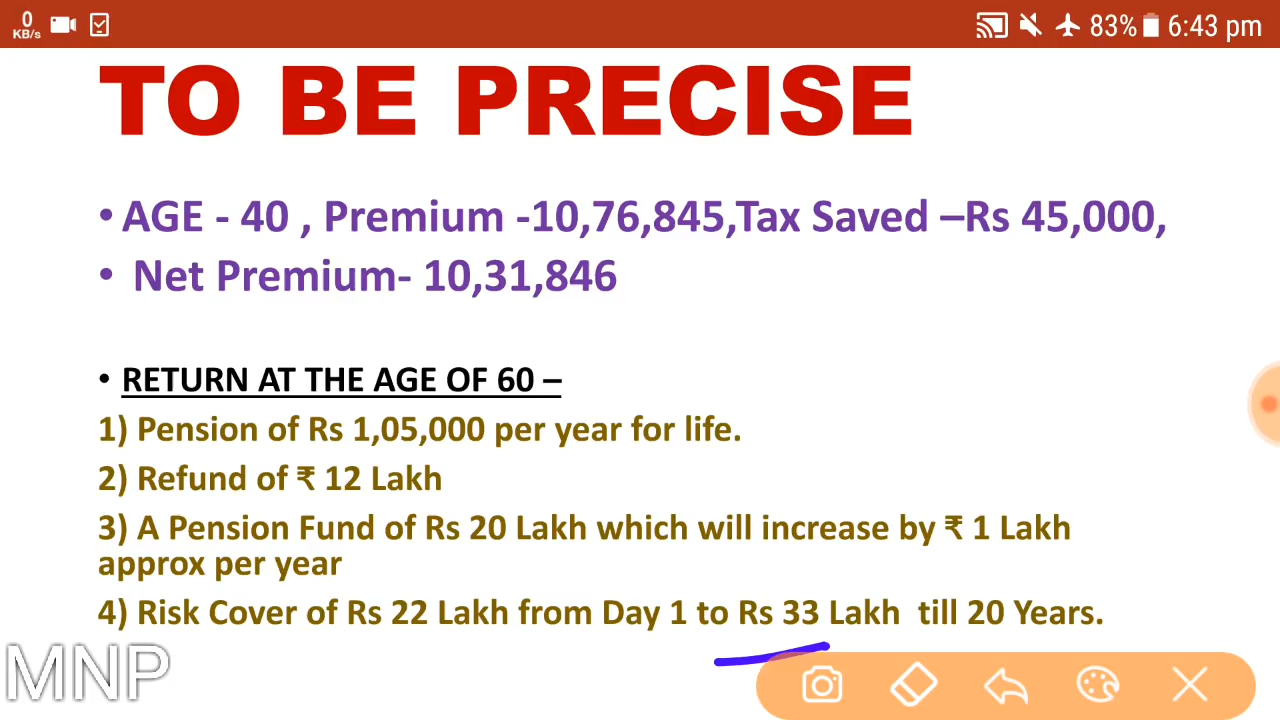 0
KB/s
83% 6:43 pm
TO BE PRECISE
• AGE - 40 , Premium -10,76,845,Tax Saved –Rs 45,000,
• Net Premium- 10,31,846
• RETURN AT THE AGE OF 60 –
1) Pension of Rs 1,05,000 per year for life.
2) Refund of ₹ 12 Lakh
3) A Pension Fund of Rs 20 Lakh which will increase by ₹ 1 Lakh
approx per year
4) Risk Cover of Rs 22 Lakh from Day 1 to Rs 33 Lakh till 20 Years.
MNP